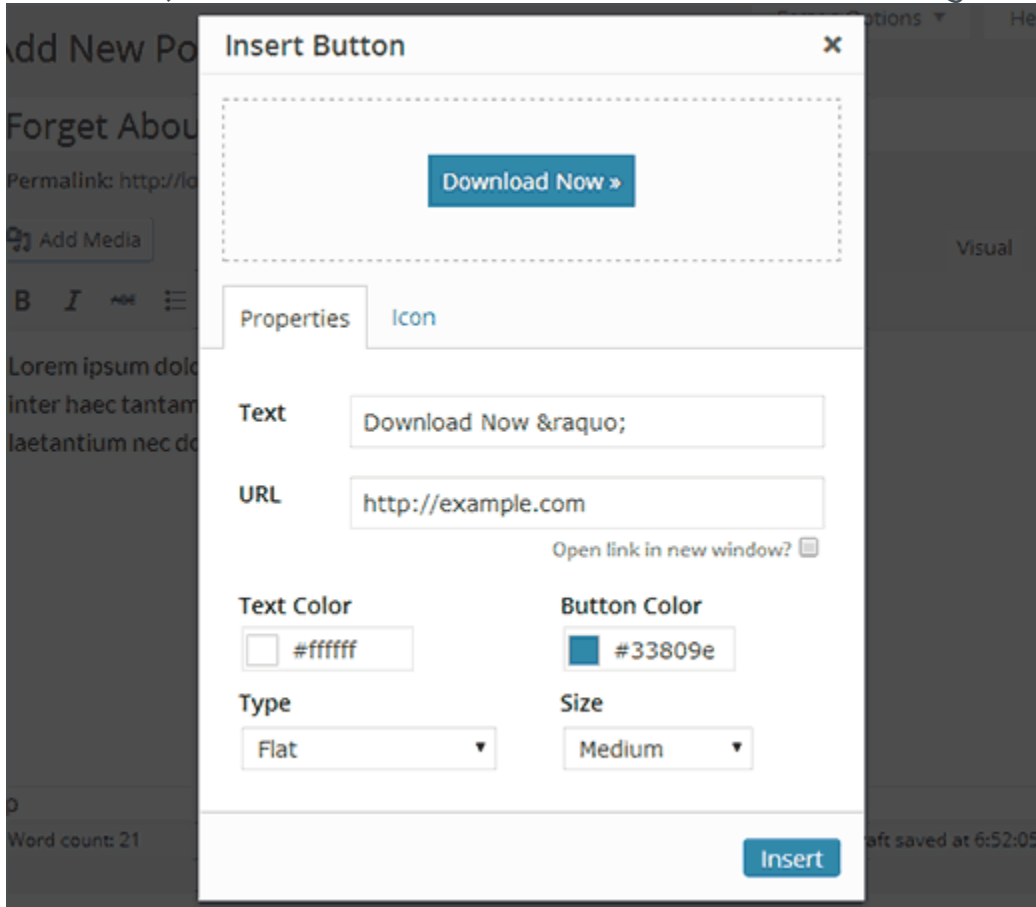 Options ▼ He
Add New Po
Insert Button ×
Forget Abou
Download Now »
Permalink: http://lo
Add Media
Visual
B I ABC
Properties Icon
Lorem ipsum dolo
inter haec tantam
laetantium nec do
Text Download Now &raquo;
URL http://example.com
Open link in new window?
Text Color Button Color
#ffffff #33809e
Type Size
Flat ▼ Medium ▼
p
Word count: 21
aft saved at 6:52:05
Insert